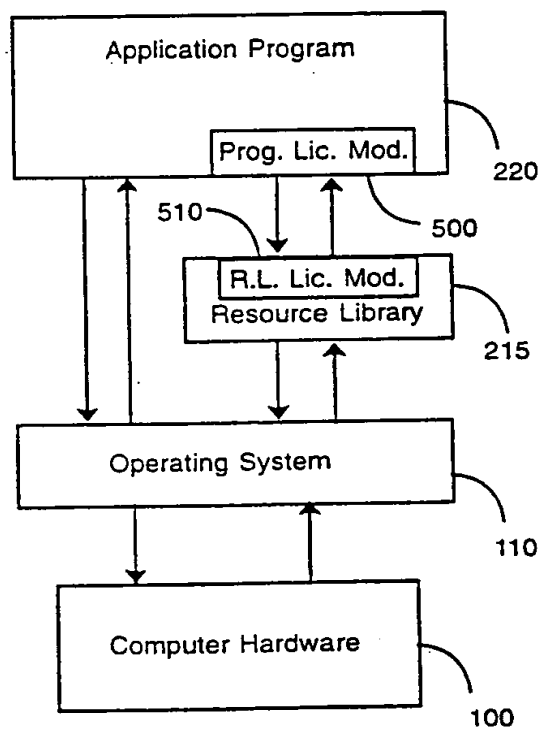 Application Program
Prog. Lic. Mod.
220
510
500
R.L. Lic. Mod.
Resource Library
215
Operating System
110
Computer Hardware
100